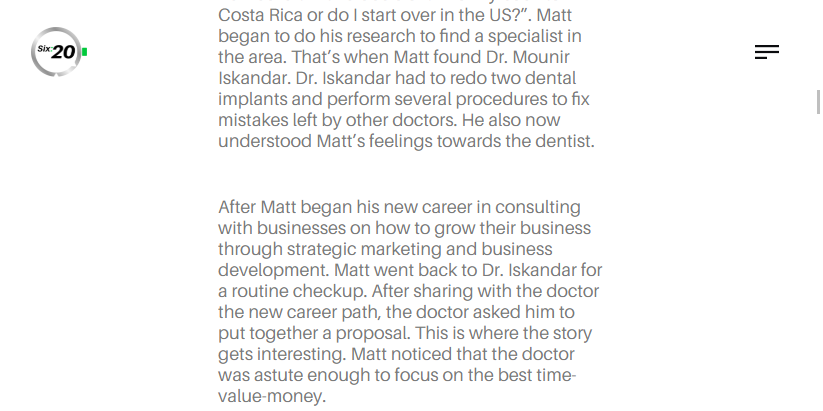 Costa Rica or do I start over in the US?”. Matt
began to do his research to find a specialist in
the area. That’s when Matt found Dr. Mounir
Iskandar. Dr. Iskandar had to redo two dental
implants and perform several procedures to fix
mistakes left by other doctors. He also now
understood Matt’s feelings towards the dentist.
Six:20
After Matt began his new career in consulting
with businesses on how to grow their business
through strategic marketing and business
development. Matt went back to Dr. Iskandar for
a routine checkup. After sharing with the doctor
the new career path, the doctor asked him to
put together a proposal. This is where the story
gets interesting. Matt noticed that the doctor
was astute enough to focus on the best time-
value-money.